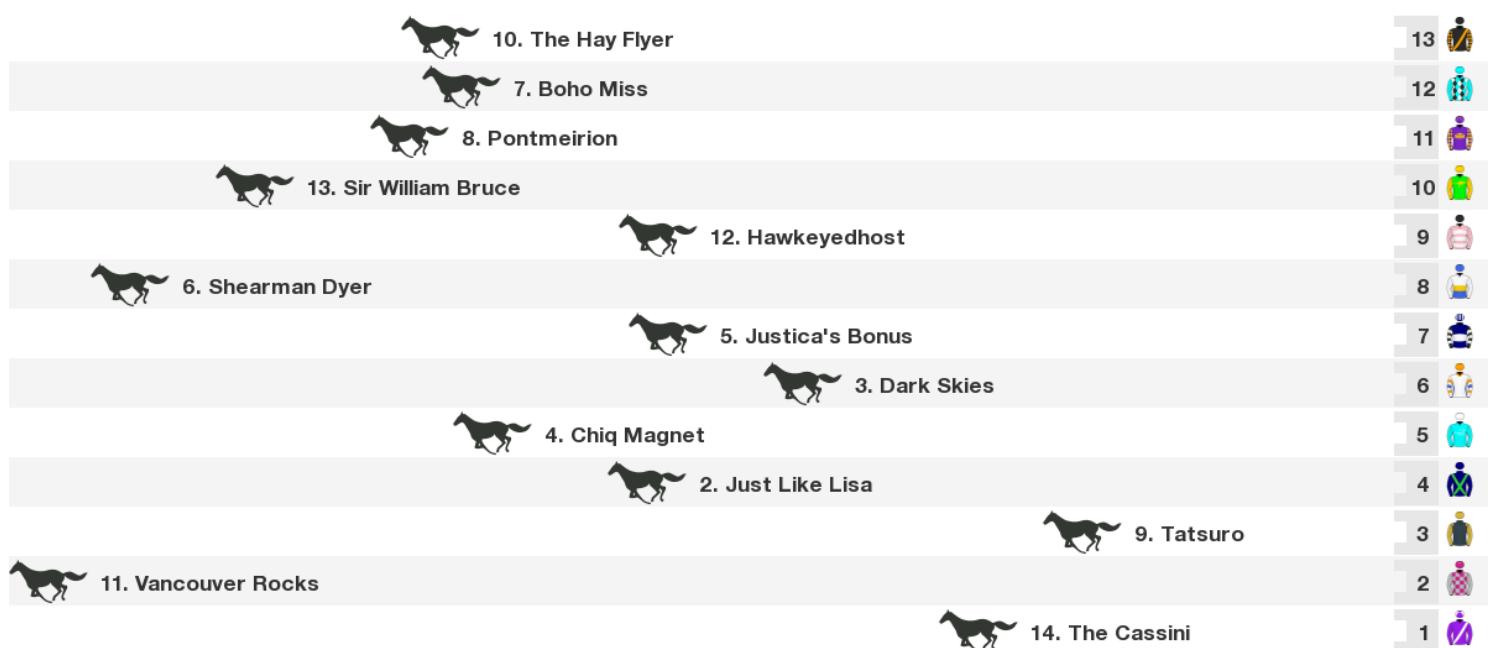 10. The Hay Flyer 13
7. Boho Miss 12
8. Pontmeirion 11
13. Sir William Bruce 10
12. Hawkeyedhost 9
6. Shearman Dyer 8
5. Justica's Bonus 7
3. Dark Skies 6
4. Chiq Magnet 5
2. Just Like Lisa 4
9. Tatsuro 3
11. Vancouver Rocks 2
14. The Cassini 1